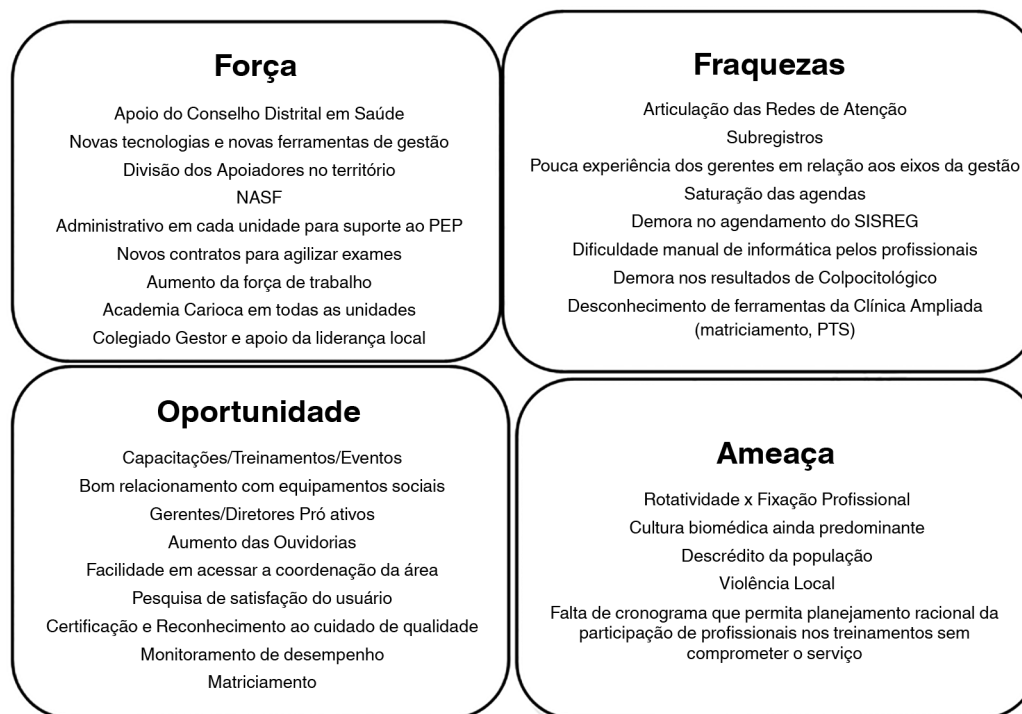 Força
Apoio do Conselho Distrital em Saúde
Novas tecnologias e novas ferramentas de gestão
Divisão dos Apoiadores no território
NASF
Administrativo em cada unidade para suporte ao PEP
Novos contratos para agilizar exames
Aumento da força de trabalho
Academia Carioca em todas as unidades
Colegiado Gestor e apoio da liderança local
Fraquezas
Articulação das Redes de Atenção
Subregistros
Pouca experiência dos gerentes em relação aos eixos da gestão
Saturação das agendas
Demora no agendamento do SISREG
Dificuldade manual de informática pelos profissionais
Demora nos resultados de Colpocitológico
Desconhecimento de ferramentas da Clínica Ampliada
(matriciamento, PTS)
Oportunidade
Capacitações/Treinamentos/Eventos
Bom relacionamento com equipamentos sociais
Gerentes/Diretores Pró ativos
Aumento das Ouvidorias
Facilidade em acessar a coordenação da área
Pesquisa de satisfação do usuário
Certificação e Reconhecimento ao cuidado de qualidade
Monitoramento de desempenho
Matriciamento
Ameaça
Rotatividade x Fixação Profissional
Cultura biomédica ainda predominante
Descrédito da população
Violência Local
Falta de cronograma que permita planejamento racional da
participação de profissionais nos treinamentos sem
comprometer o serviço